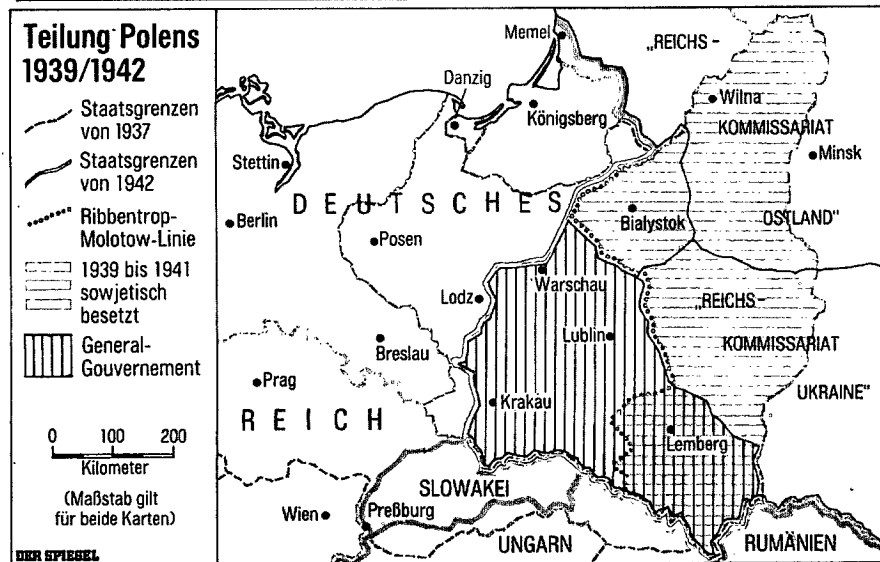 Teilung Polens
1939/1942
Staatsgrenzen
von 1937
Staatsgrenzen
von 1942
Ribbentrop-
Molotow-Linie
1939 bis 1941
sowjetisch
besetzt
General-
Gouvernement
0 100 200
Kilometer
(Maßstab gilt
für beide Karten)
DER SPIEGEL
Memel
„REICHS-
Danzig
Wilna
Königsberg
KOMMISSARIAT
Stettin
Minsk
DEUTSCHES
Berlin
Bialystok
OSTLAND"
Posen
Warschau
Lodz
„REICHS-
Lublin
Breslau
KOMMISSARIAT
Prag
Krakau
UKRAINE"
REICH
Lemberg
SLOWAKEI
Wien
Preßburg
UNGARN
RUMÄNIEN